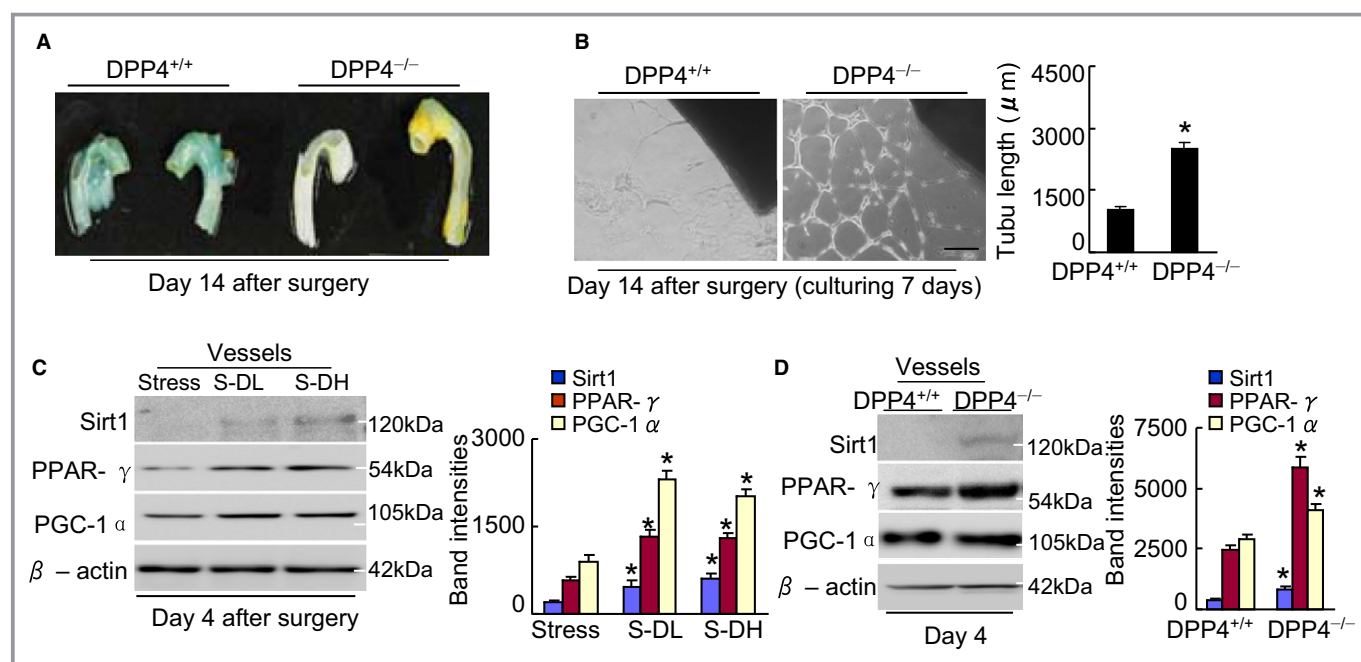 A
DPP4+/+ DPP4−/−
Day 14 after surgery
B
DPP4+/+ DPP4−/−
Day 14 after surgery (culturing 7 days)
Tubu length (μm)
4500
3000
1500
0
*
DPP4+/+ DPP4−/−
C
Vessels
Stress S-DL S-DH
Sirt1 120kDa
PPAR- γ 54kDa
PGC-1 α 105kDa
β – actin 42kDa
Day 4 after surgery
Sirt1
PPAR- γ
PGC-1 α
Band intensities
3000
1500
0
* * * * * *
Stress S-DL S-DH
D
Vessels
DPP4+/+ DPP4−/−
Sirt1 120kDa
PPAR- γ 54kDa
PGC-1 α 105kDa
β – actin 42kDa
Day 4
Sirt1
PPAR- γ
PGC-1 α
Band intensities
7500
5000
2500
0
* * *
DPP4+/+ DPP4−/−